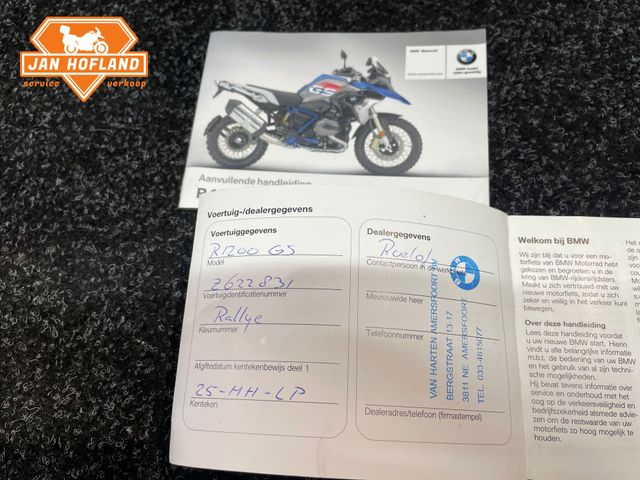 JAN HOFLAND
service verkoop
BMW Motorrad
BMW maakt
rijden geweldig
Aanvullende handleiding
Voertuig-/dealergegevens
Voertuiggegevens
R1200 GS
Model
Z622831
Voertuigidentificatienummer
Rallye
Kleurnummer
Afgiftedatum kentekenbewijs deel 1
25-MH-LP
Kenteken
Dealergegevens
Roelof
Contactpersoon in de
Mevrouw/de heer
Telefoonnummer
Dealeradres/telefoon (firmastempel)
VAN HARTEN AMERSFOORT
BERGSTRAAT 13-17
3811 NE AMERSFOORT
TEL. 033-4615077
Welkom bij BMW
Wij zijn blij dat u voor een mo-
torfiets van BMW Motorrad hebt
gekozen en begroeten u in de
kring van BMW-rijders/rijdsters.
Maakt u zich vertrouwd met uw
nieuwe motorfiets, zodat u zich
zeker en veilig in het verkeer kunt
bewegen.
Over deze handleiding
Lees deze handleiding voordat
u uw nieuwe BMW start. Hierin
vindt u alle belangrijke informatie
m.b.t. de bediening van uw BMW
en het gebruik van al zijn techni-
sche mogelijkheden.
Hij bevat tevens informatie over
service en onderhoud met het
oog op de verkeersveiligheid en
bedrijfszekerheid alsmede advie-
zen om de restwaarde van uw
motorfiets zo hoog mogelijk te
houden.